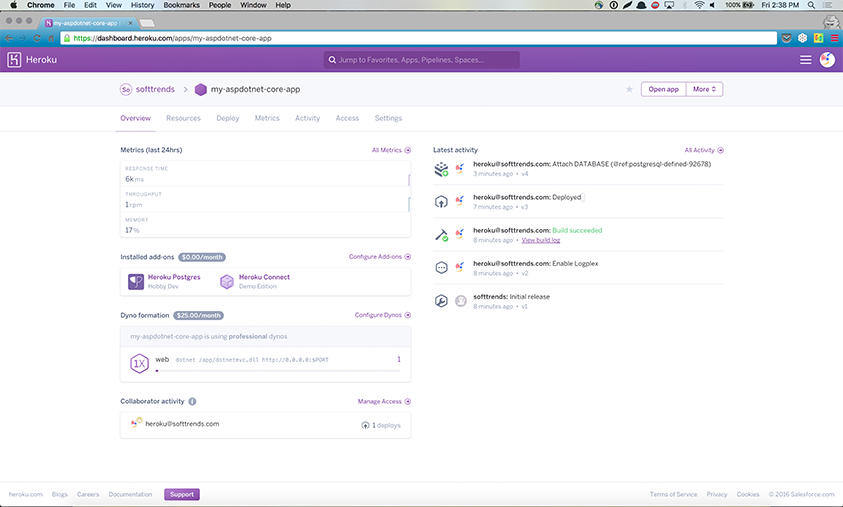 Chrome File Edit View History Bookmarks People Window Help
100% Fri 2:38 PM
my-aspdotnet-core-app
https://dashboard.heroku.com/apps/my-aspdotnet-core-app
Heroku
Jump to Favorites, Apps, Pipelines, Spaces...
So softtrends > my-aspdotnet-core-app
Open app More
Overview Resources Deploy Metrics Activity Access Settings
Metrics (last 24hrs) All Metrics
RESPONSE TIME
6k ms
THROUGHPUT
1 rpm
MEMORY
17 %
Installed add-ons $0.00/month Configure Add-ons
Heroku Postgres
Hobby Dev
Heroku Connect
Demo Edition
Dyno formation $25.00/month Configure Dynos
my-aspdotnet-core-app is using professional dynos
1X web dotnet /app/dotnetmvc.dll http://0.0.0.0:$PORT 1
Collaborator activity i Manage Access
heroku@softtrends.com 1 deploys
Latest activity All Activity
heroku@softtrends.com: Attach DATABASE (@ref:postgresql-defined-92678)
3 minutes ago • v4
heroku@softtrends.com: Deployed
7 minutes ago • v3
heroku@softtrends.com: Build succeeded
8 minutes ago • View build log
heroku@softtrends.com: Enable Logplex
8 minutes ago • v2
softtrends: Initial release
8 minutes ago • v1
heroku.com Blogs Careers Documentation Support
Terms of Service Privacy Cookies © 2016 Salesforce.com